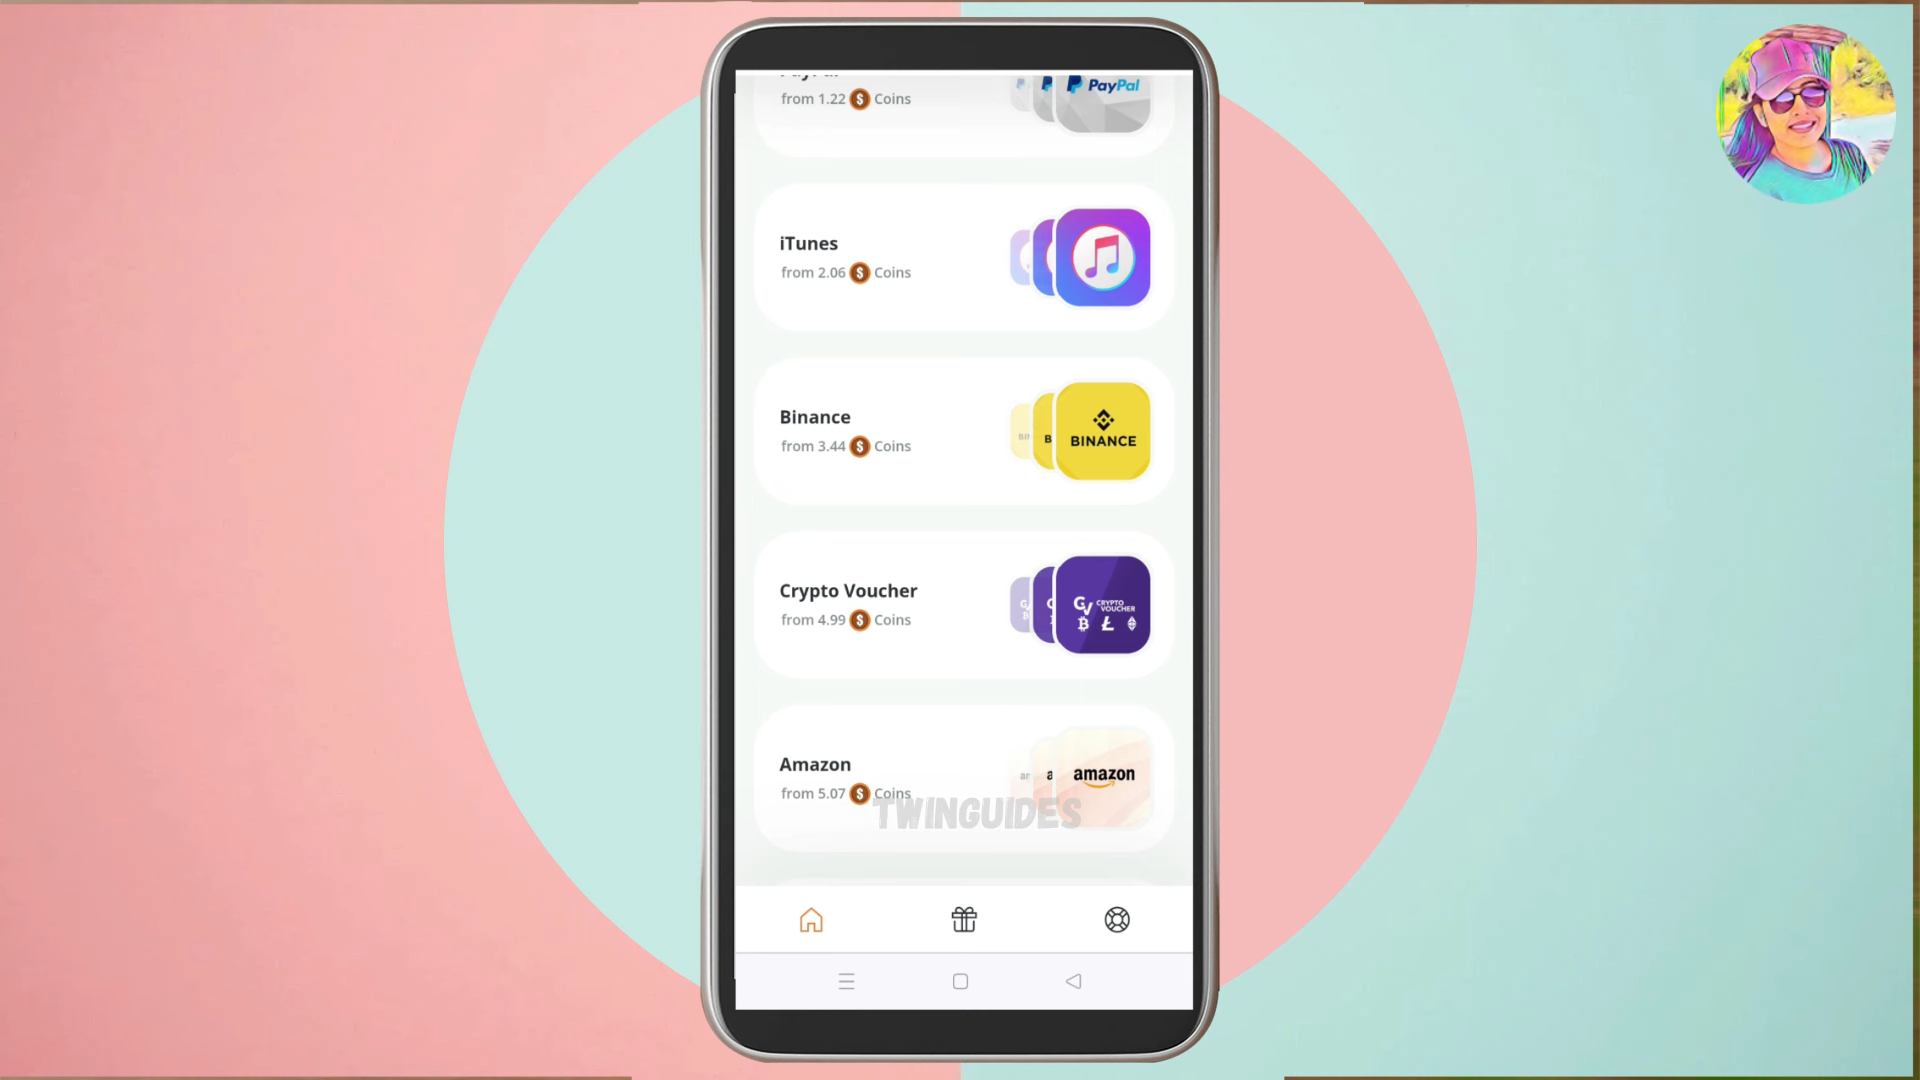 from 1.22 $ Coins
PayPal
iTunes
from 2.06 $ Coins
Binance
from 3.44 $ Coins
BINANCE
Crypto Voucher
from 4.99 $ Coins
CRYPTO
VOUCHER
Amazon
from 5.07 $ Coins
amazon
TWINGUIDES